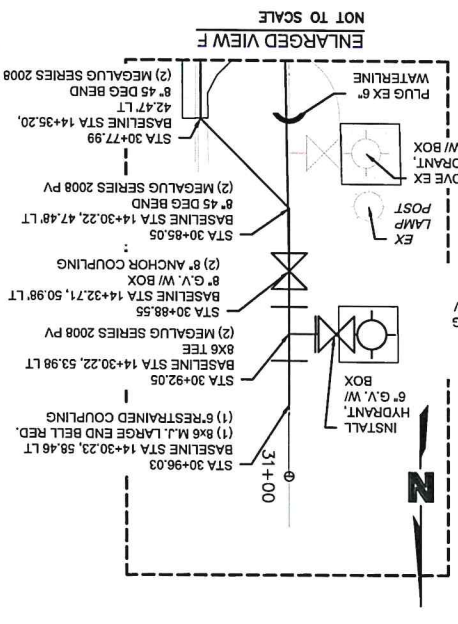 N
31+00
STA 30+96.03
BASELINE STA 14+30.23, 58.46 LT
(1) 8x6 M.J. LARGE END BELL RED.
(1) 6"RESTRAINED COUPLING
INSTALL
HYDRANT,
6" G.V. W/
BOX
STA 30+92.05
BASELINE STA 14+30.22, 53.98 LT
8X6 TEE
(2) MEGALUG SERIES 2008 PV
STA 30+88.55
BASELINE STA 14+32.71, 50.98' LT
8" G.V. W/ BOX
(2) 8" ANCHOR COUPLING
EX
LAMP
POST
STA 30+85.05
BASELINE STA 14+30.22, 47.48' LT
8" 45 DEG BEND
(2) MEGALUG SERIES 2008 PV
OVE EX
DRANT,
W/ BOX
STA 30+77.99
BASELINE STA 14+35.20,
42.47' LT
8" 45 DEG BEND
(2) MEGALUG SERIES 2008
PLUG EX 6"
WATERLINE
ENLARGED VIEW F
NOT TO SCALE